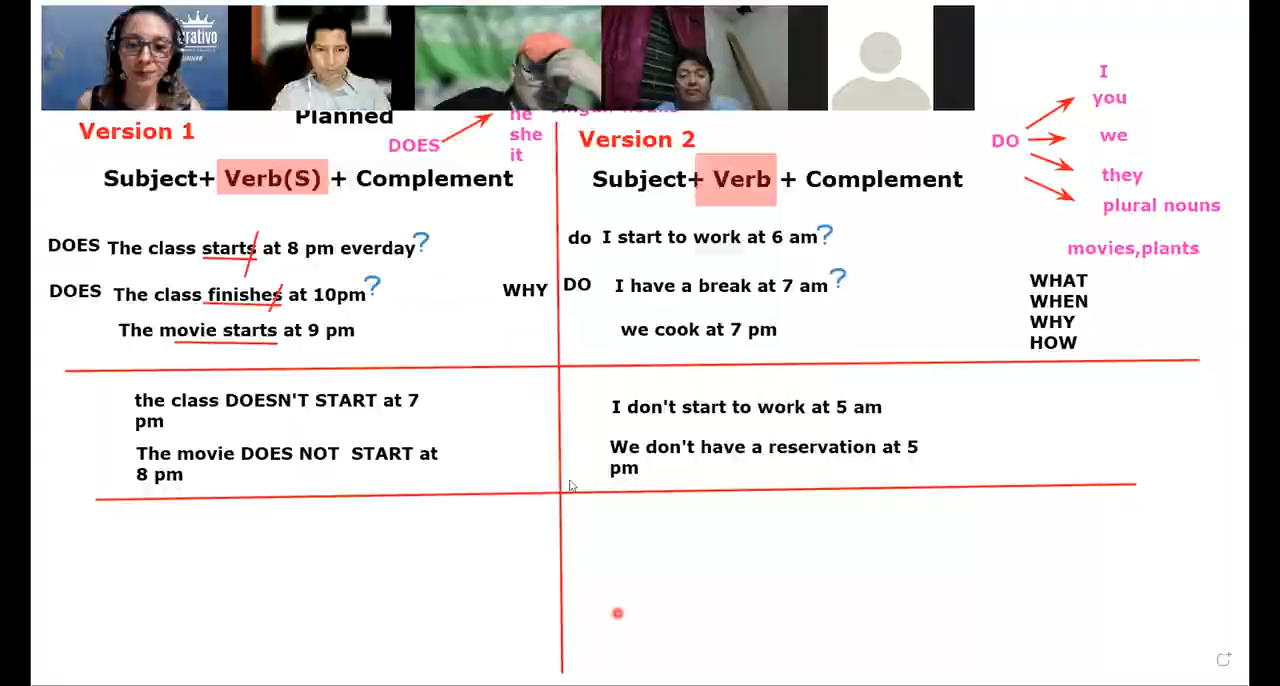 Planned
Version 1
DOES
he
she
it
Subject+ Verb(S) + Complement
DOES The class starts at 8 pm everday?
DOES The class finishes at 10pm?
The movie starts at 9 pm
the class DOESN'T START at 7
pm
The movie DOES NOT  START at
8 pm
Version 2
Subject+ Verb + Complement
do I start to work at 6 am?
WHY DO I have a break at 7 am?
we cook at 7 pm
I don't start to work at 5 am
We don't have a reservation at 5
pm
DO
I
you
we
they
plural nouns
movies,plants
WHAT
WHEN
WHY
HOW